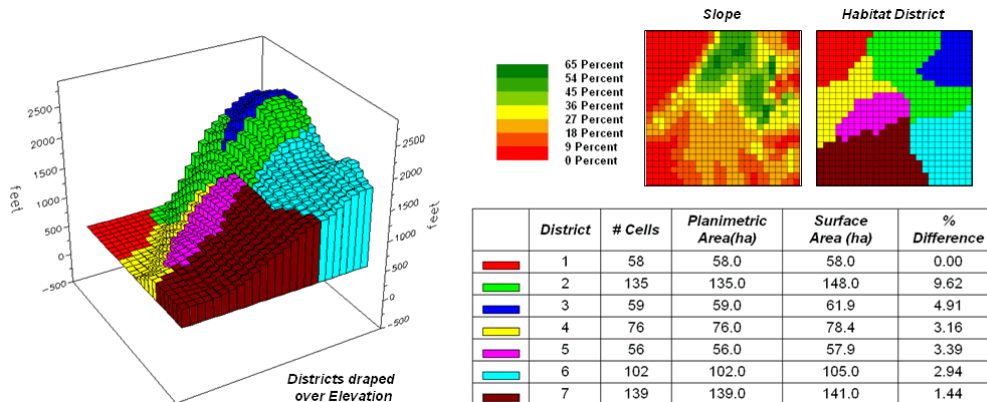 Slope
Habitat District
65 Percent
54 Percent
45 Percent
36 Percent
27 Percent
18 Percent
9 Percent
0 Percent
2500
2000
1500
1000
500
0
-500
feet
2500
2000
1500
1000
500
0
-500
feet
Districts draped
over Elevation
District # Cells Planimetric Area(ha) Surface Area (ha) % Difference
1 58 58.0 58.0 0.00
2 135 135.0 148.0 9.62
3 59 59.0 61.9 4.91
4 76 76.0 78.4 3.16
5 56 56.0 57.9 3.39
6 102 102.0 105.0 2.94
7 139 139.0 141.0 1.44